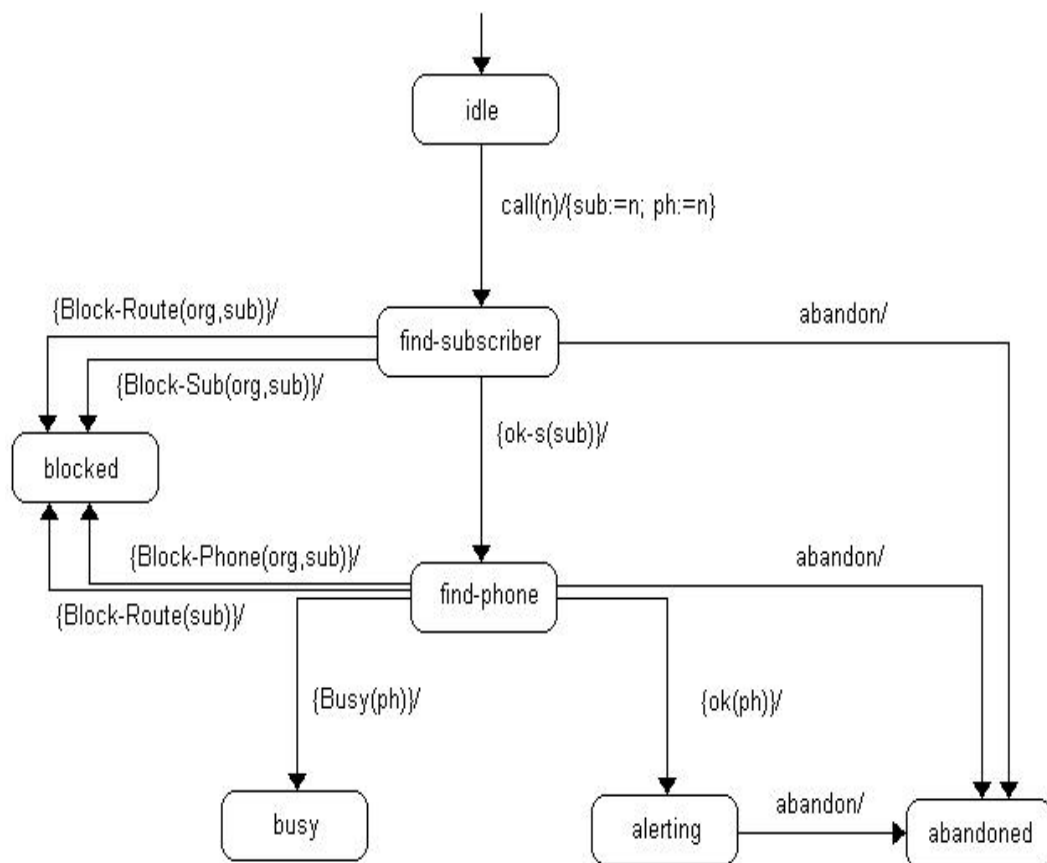 idle
call(n)/{sub:=n; ph:=n}
{Block-Route(org,sub)}/
abandon/
find-subscriber
{Block-Sub(org,sub)}/
{ok-s(sub)}/
blocked
{Block-Phone(org,sub)}/
abandon/
find-phone
{Block-Route(sub)}/
{Busy(ph)}/
{ok(ph)}/
abandon/
busy
alerting
abandoned